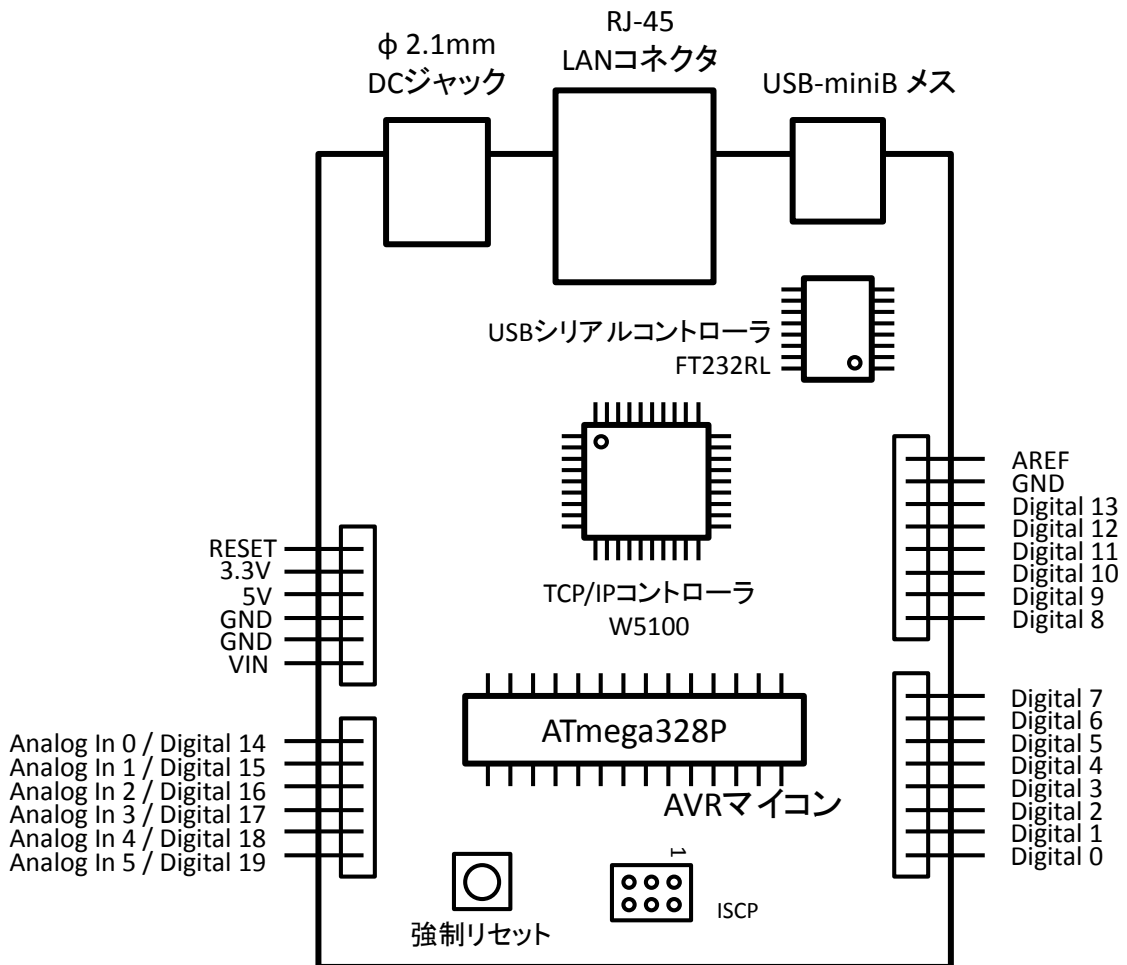 φ 2.1mm
DCジャック
RJ-45
LANコネクタ
USB-miniB メス
USBシリアルコントローラ
FT232RL
TCP/IPコントローラ
W5100
RESET
3.3V
5V
GND
GND
VIN
Analog In 0 / Digital 14
Analog In 1 / Digital 15
Analog In 2 / Digital 16
Analog In 3 / Digital 17
Analog In 4 / Digital 18
Analog In 5 / Digital 19
AREF
GND
Digital 13
Digital 12
Digital 11
Digital 10
Digital 9
Digital 8
Digital 7
Digital 6
Digital 5
Digital 4
Digital 3
Digital 2
Digital 1
Digital 0
ATmega328P
AVRマイコン
強制リセット
1
ISCP